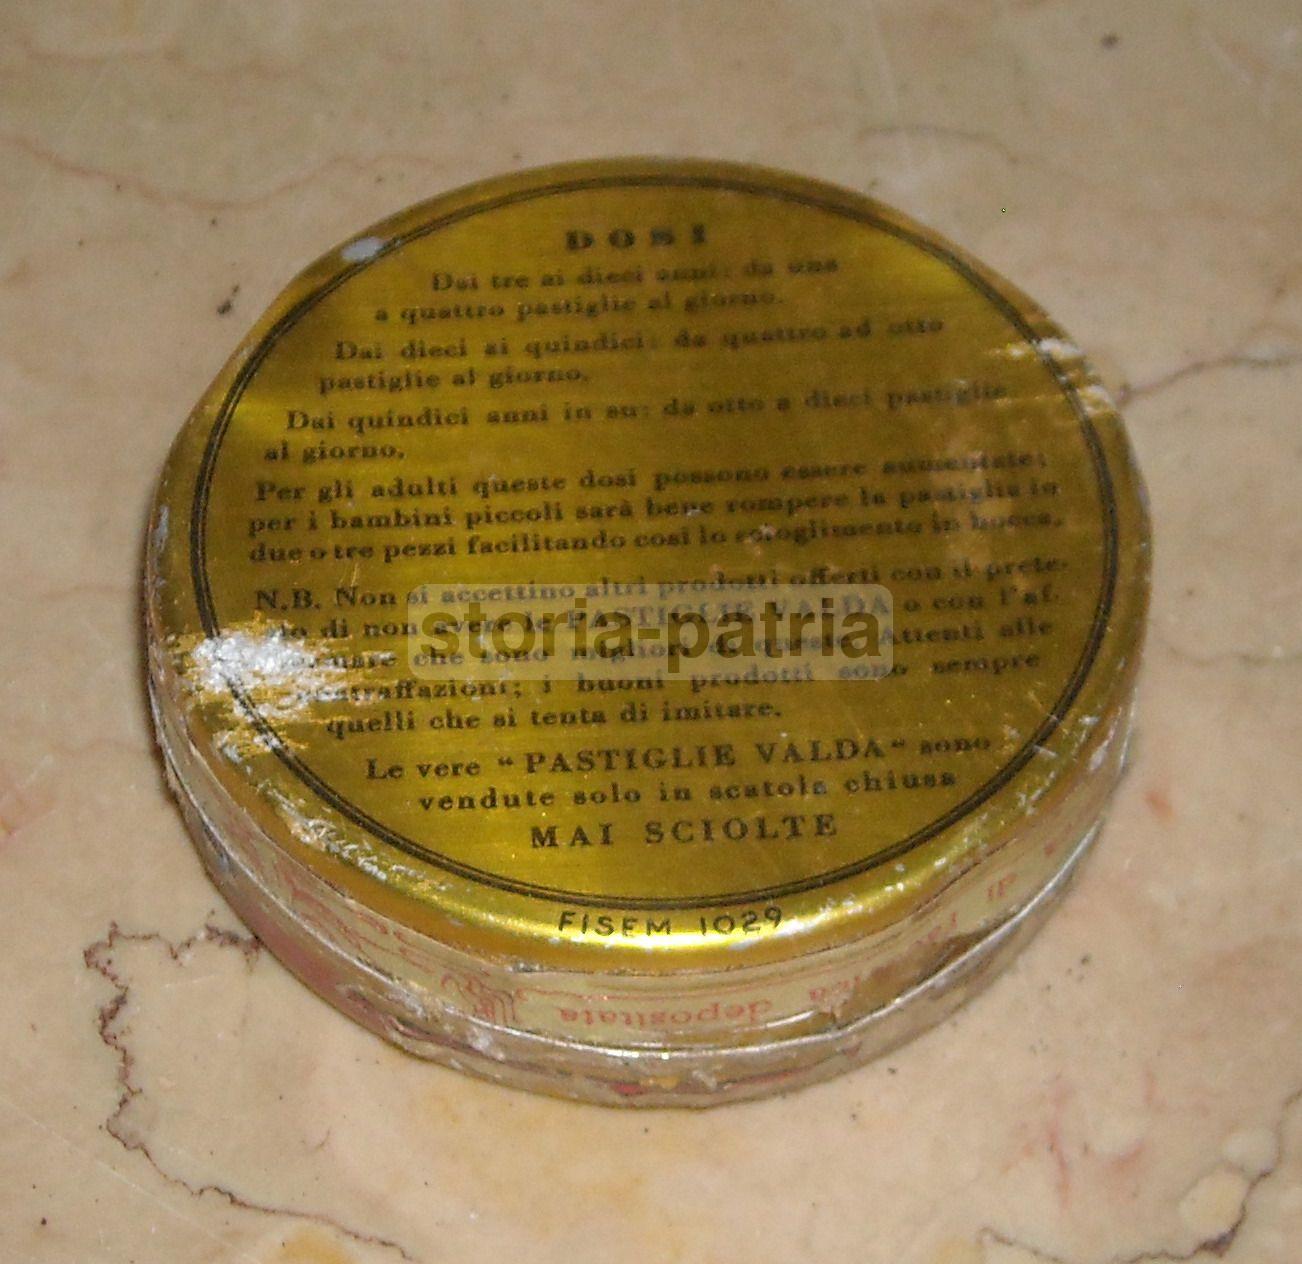 DOSI
Dai tre ai dieci anni: da una
a quattro pastiglie al giorno.
Dai dieci ai quindici: da quattro ad otto
pastiglie al giorno.
Dai quindici anni in su: da otto a dieci pastiglie
al giorno.
Per gli adulti queste dosi possono essere aumentate;
per i bambini piccoli sarà bene rompere la pastiglia in
due o tre pezzi facilitando così lo scioglimento in bocca.
N.B. Non si accettino altri prodotti offerti con il prete-
di non avere le PASTIGLIE VALDA o con l'af-
che sono migliori di queste. Attenti alle
i buoni prodotti sono sempre
quelli che si tenta di imitare.
Le vere "PASTIGLIE VALDA" sono
vendute solo in scatola chiusa
MAI SCIOLTE
FISEM 1029
depositata
storia-patria